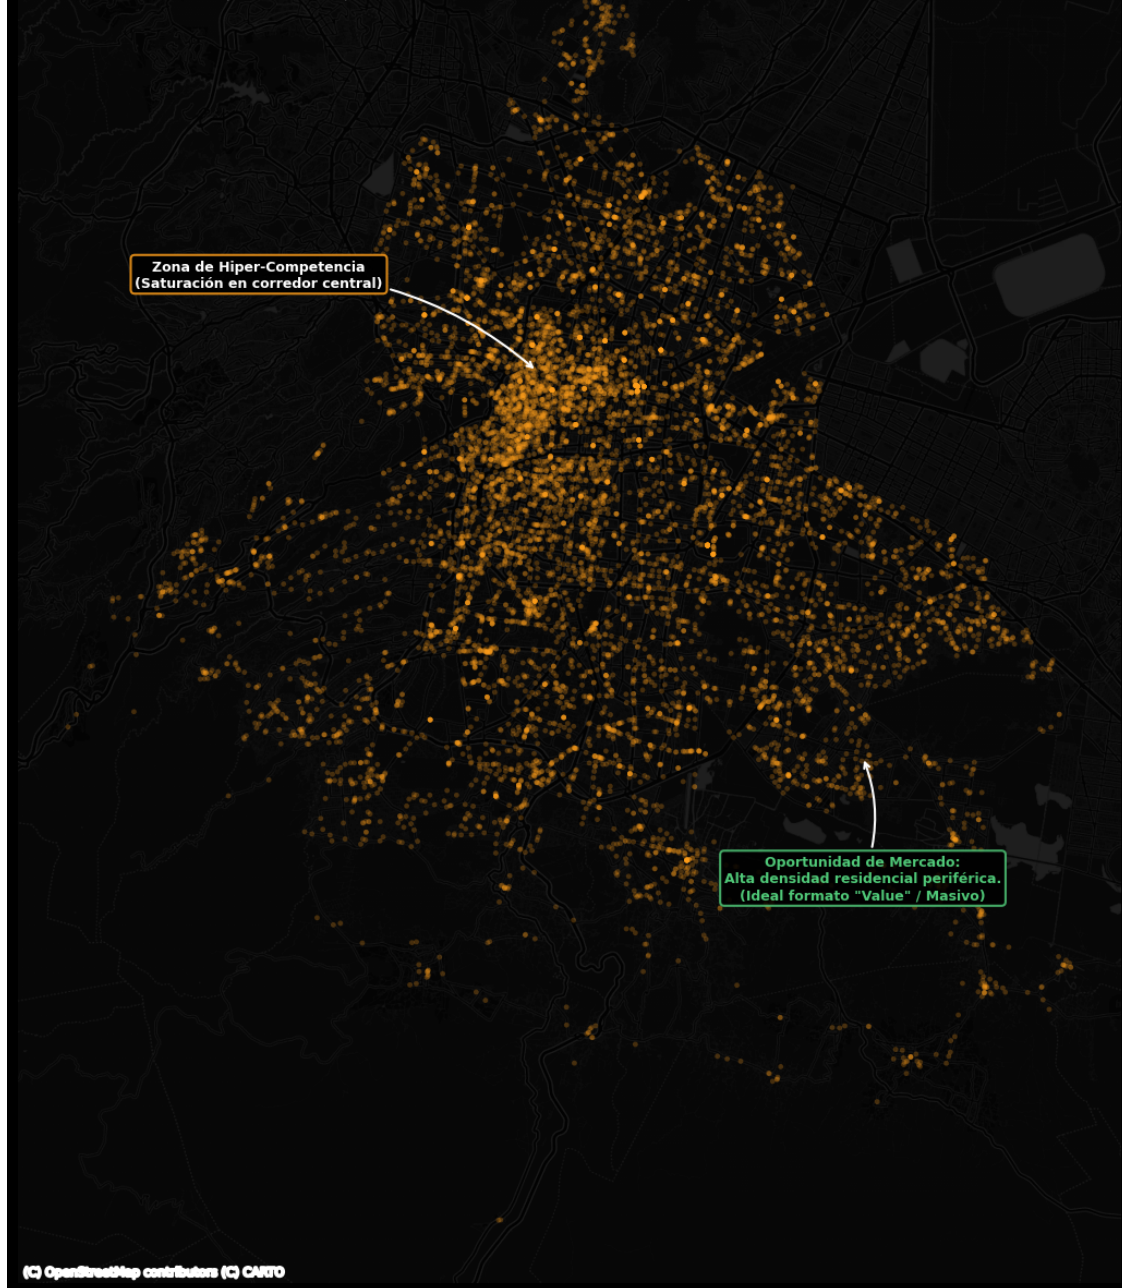 Zona de Hiper-Competencia
(Saturación en corredor central)
Oportunidad de Mercado:
Alta densidad residencial periférica.
(Ideal formato "Value" / Masivo)
(C) OpenStreetMap contributors (C) CARTO